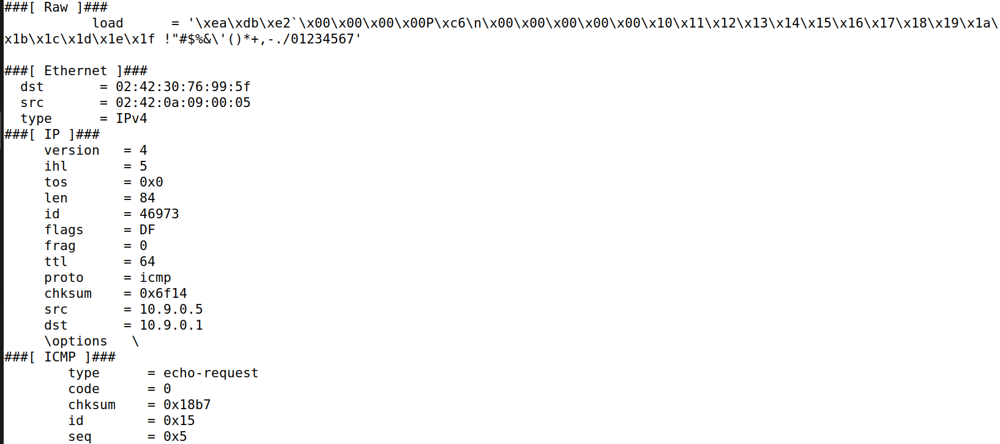 ###[ Raw ]###
           load      = '\xea\xdb\xe2`\x00\x00\x00\x00P\xc6\n\x00\x00\x00\x00\x00\x10\x11\x12\x13\x14\x15\x16\x17\x18\x19\x1a\
x1b\x1c\x1d\x1e\x1f !"#$%&\'()*+,-./01234567'

###[ Ethernet ]###
  dst       = 02:42:30:76:99:5f
  src       = 02:42:0a:09:00:05
  type      = IPv4
###[ IP ]###
     version   = 4
     ihl       = 5
     tos       = 0x0
     len       = 84
     id        = 46973
     flags     = DF
     frag      = 0
     ttl       = 64
     proto     = icmp
     chksum    = 0x6f14
     src       = 10.9.0.5
     dst       = 10.9.0.1
     \options   \
###[ ICMP ]###
        type      = echo-request
        code      = 0
        chksum    = 0x18b7
        id        = 0x15
        seq       = 0x5